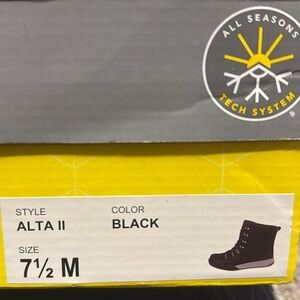 ALL SEASONS
TECH SYSTEM
STYLE COLOR
ALTA II BLACK
SIZE
7½ M